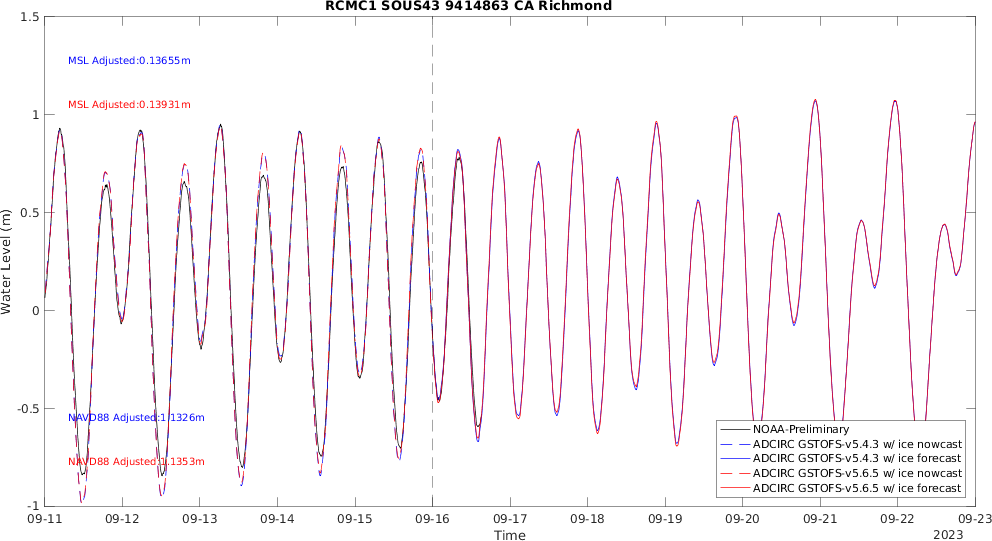 RCMC1 SOUS43 9414863 CA Richmond
1.5
MSL Adjusted:0.13655m
MSL Adjusted:0.13931m
1
0.5
Water Level (m)
0
-0.5
NAVD88 Adjusted:1.1326m
NAVD88 Adjusted:1.1353m
NOAA-Preliminary
ADCIRC GSTOFS-v5.4.3 w/ ice nowcast
ADCIRC GSTOFS-v5.4.3 w/ ice forecast
ADCIRC GSTOFS-v5.6.5 w/ ice nowcast
ADCIRC GSTOFS-v5.6.5 w/ ice forecast
-1
09-11 09-12 09-13 09-14 09-15 09-16 09-17 09-18 09-19 09-20 09-21 09-22 09-23
Time
2023